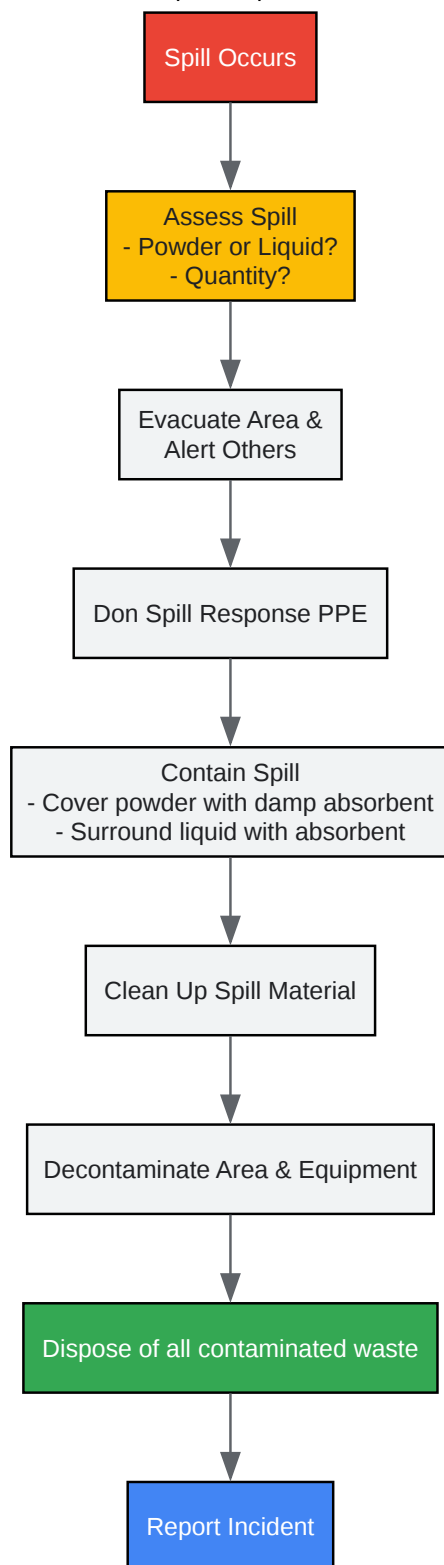 Spill Occurs
Assess Spill
- Powder or Liquid?
- Quantity?
Evacuate Area &
Alert Others
Don Spill Response PPE
Contain Spill
- Cover powder with damp absorbent
- Surround liquid with absorbent
Clean Up Spill Material
Decontaminate Area & Equipment
Dispose of all contaminated waste
Report Incident